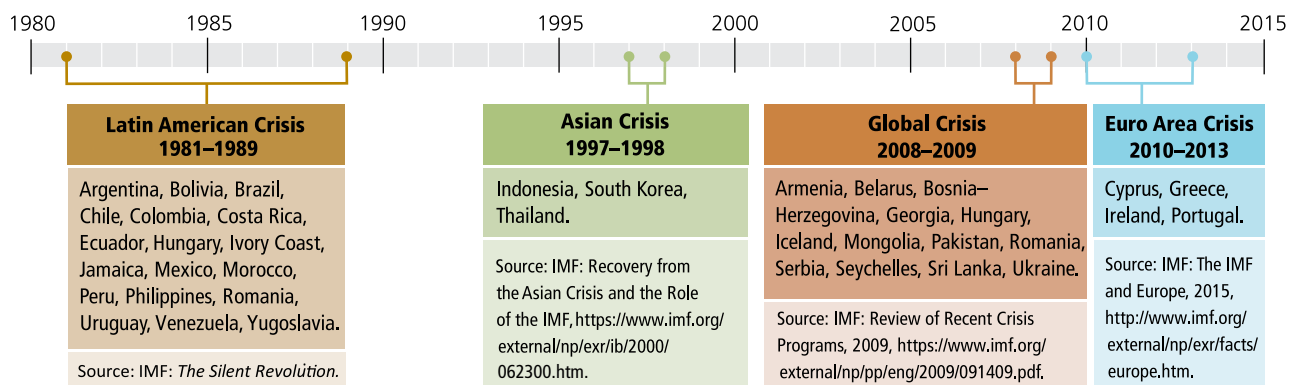 1980 1985 1990 1995 2000 2005 2010 2015
Latin American Crisis
1981–1989
Argentina, Bolivia, Brazil,
Chile, Colombia, Costa Rica,
Ecuador, Hungary, Ivory Coast,
Jamaica, Mexico, Morocco,
Peru, Philippines, Romania,
Uruguay, Venezuela, Yugoslavia.
Source: IMF: The Silent Revolution.
Asian Crisis
1997–1998
Indonesia, South Korea,
Thailand.
Source: IMF: Recovery from
the Asian Crisis and the Role
of the IMF, https://www.imf.org/
external/np/exr/ib/2000/
062300.htm.
Global Crisis
2008–2009
Armenia, Belarus, Bosnia–
Herzegovina, Georgia, Hungary,
Iceland, Mongolia, Pakistan, Romania,
Serbia, Seychelles, Sri Lanka, Ukraine.
Source: IMF: Review of Recent Crisis
Programs, 2009, https://www.imf.org/
external/np/pp/eng/2009/091409.pdf.
Euro Area Crisis
2010–2013
Cyprus, Greece,
Ireland, Portugal.
Source: IMF: The IMF
and Europe, 2015,
http://www.imf.org/
external/np/exr/facts/
europe.htm.